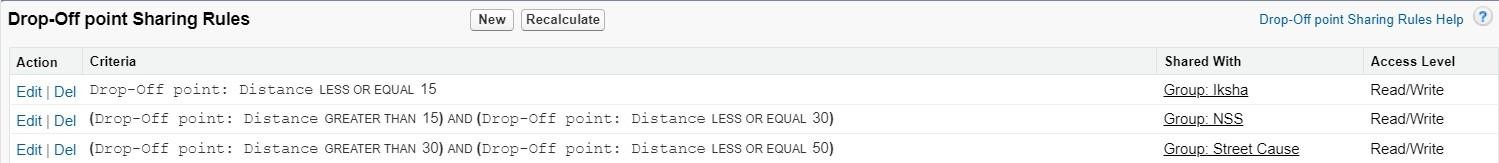 Drop-Off point Sharing Rules New Recalculate Drop-Off point Sharing Rules Help ?
Action Criteria Shared With Access Level
Edit | Del Drop-Off point: Distance LESS OR EQUAL 15 Group: Iksha Read/Write
Edit | Del (Drop-Off point: Distance GREATER THAN 15) AND (Drop-Off point: Distance LESS OR EQUAL 30) Group: NSS Read/Write
Edit | Del (Drop-Off point: Distance GREATER THAN 30) AND (Drop-Off point: Distance LESS OR EQUAL 50) Group: Street Cause Read/Write